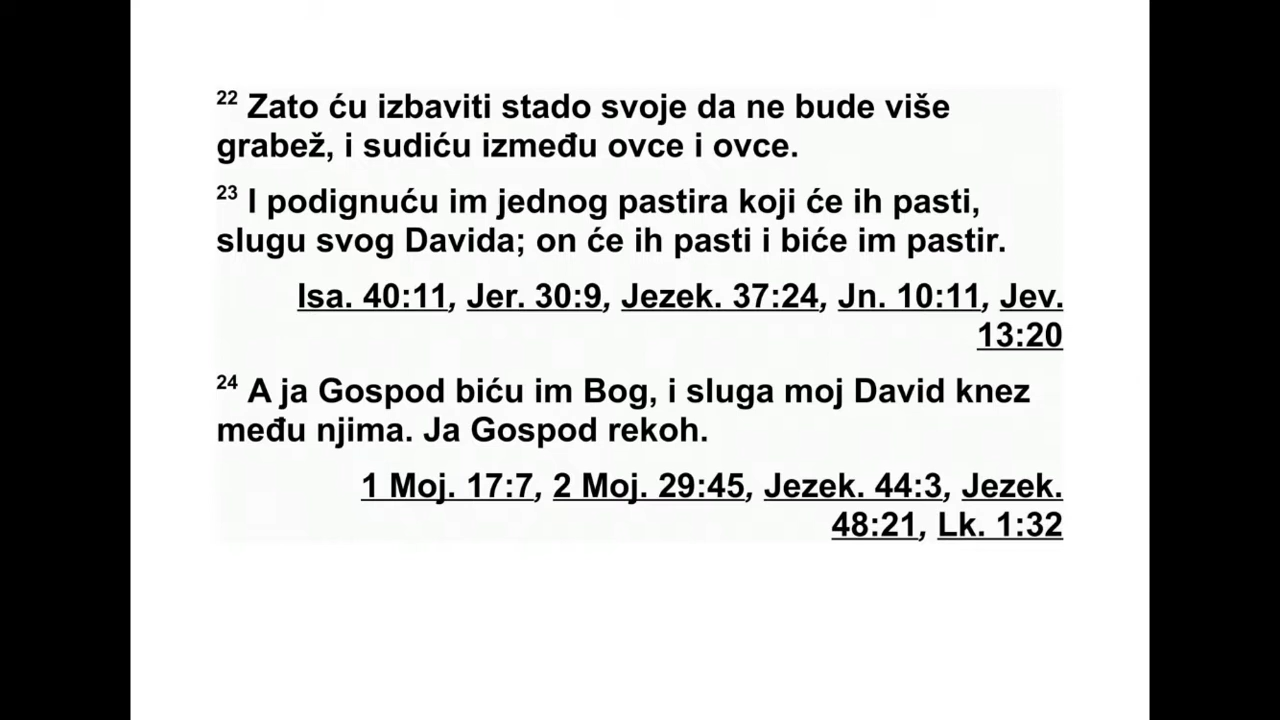 22 Zato ću izbaviti stado svoje da ne bude više
grabež, i sudiću između ovce i ovce.
23 I podignuću im jednog pastira koji će ih pasti,
slugu svog Davida; on će ih pasti i biće im pastir.
Isa. 40:11, Jer. 30:9, Jezek. 37:24, Jn. 10:11, Jev.
13:20
24 A ja Gospod biću im Bog, i sluga moj David knez
među njima. Ja Gospod rekoh.
1 Moj. 17:7, 2 Moj. 29:45, Jezek. 44:3, Jezek.
48:21, Lk. 1:32